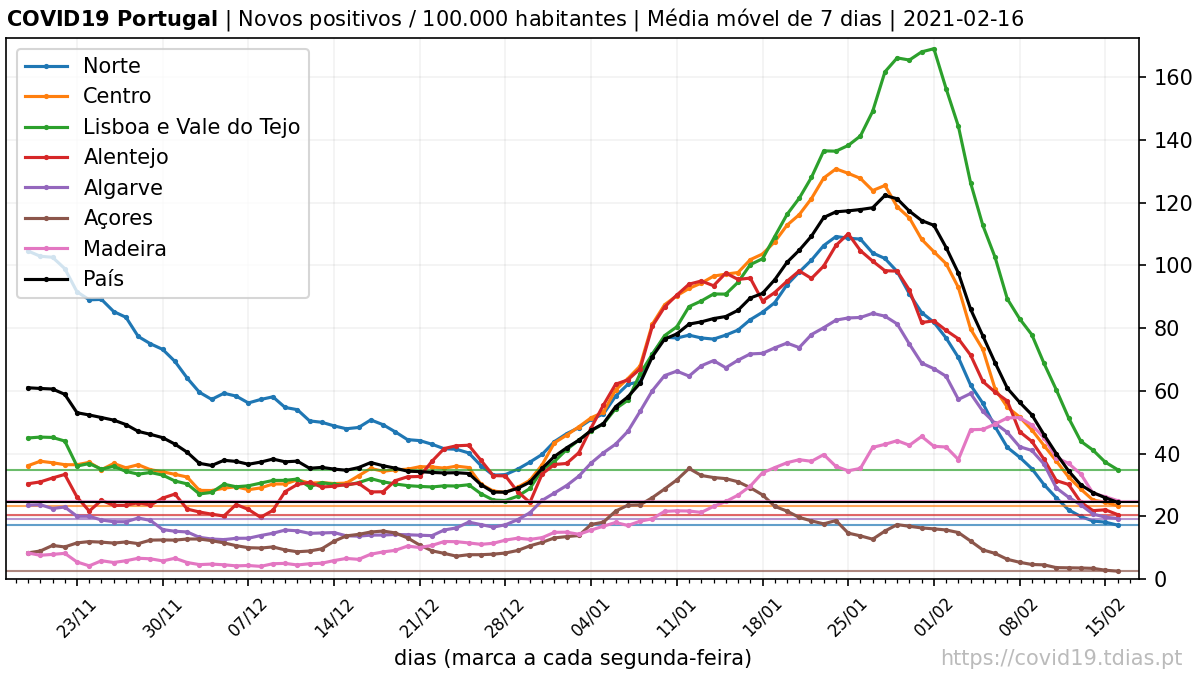 COVID19 Portugal | Novos positivos / 100.000 habitantes | Média móvel de 7 dias | 2021-02-16
Norte
Centro
Lisboa e Vale do Tejo
Alentejo
Algarve
Açores
Madeira
País
160
140
120
100
80
60
40
20
0
23/11 30/11 07/12 14/12 21/12 28/12 04/01 11/01 18/01 25/01 01/02 08/02 15/02
dias (marca a cada segunda-feira)
https://covid19.tdias.pt